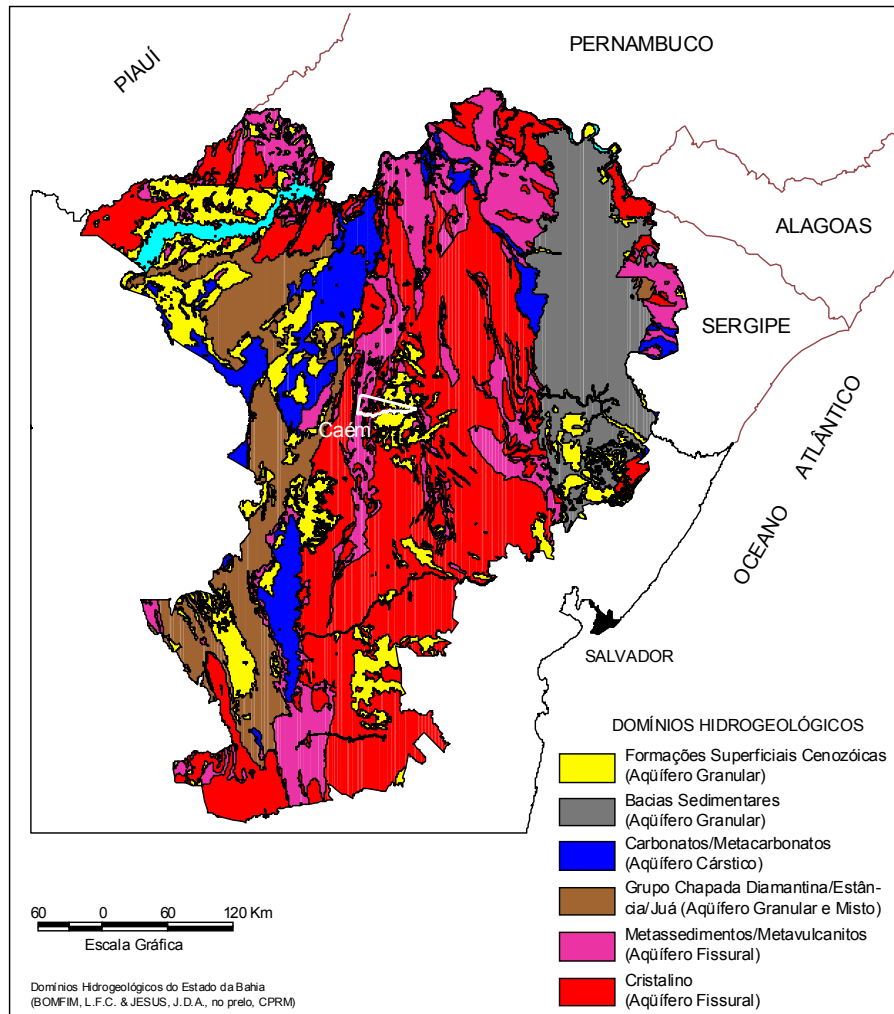 PERNAMBUCO
PIAUÍ
ALAGOAS
SERGIPE
OCEANO ATLÂNTICO
Caém
SALVADOR
DOMÍNIOS HIDROGEOLÓGICOS
Formações Superficiais Cenozóicas
(Aqüífero Granular)
Bacias Sedimentares
(Aqüífero Granular)
Carbonatos/Metacarbonatos
(Aqüífero Cárstico)
Grupo Chapada Diamantina/Estân-
cia/Juá (Aqüífero Granular e Misto)
Metassedimentos/Metavulcanitos
(Aqüífero Fissural)
Cristalino
(Aqüífero Fissural)
60 0 60 120 Km
Escala Gráfica
Domínios Hidrogeológicos do Estado da Bahia
(BOMFIM, L.F.C. & JESUS, J.D.A., no prelo, CPRM)